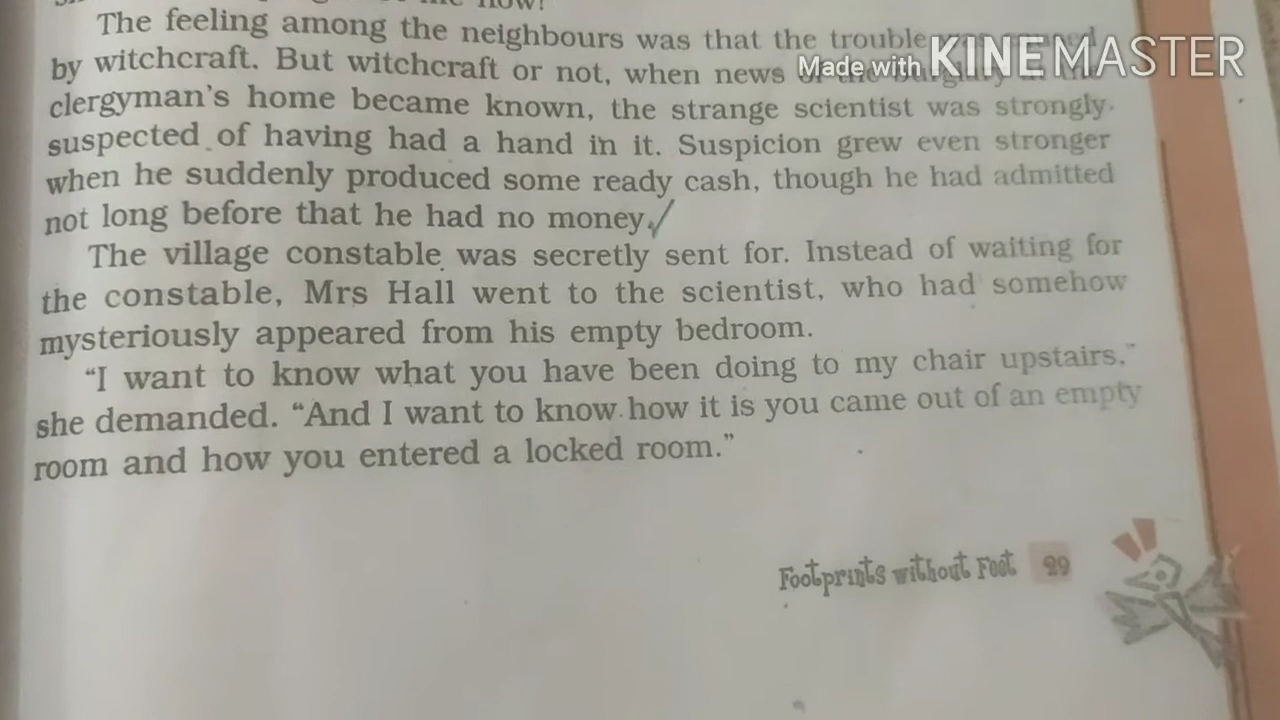 now!
The feeling among the neighbours was that the trouble
Made with KINEMASTER
by witchcraft. But witchcraft or not, when news
clergyman's home became known, the strange scientist was strongly
suspected of having had a hand in it. Suspicion grew even stronger
when he suddenly produced some ready cash, though he had admitted
not long before that he had no money.
The village constable was secretly sent for. Instead of waiting for
the constable, Mrs Hall went to the scientist, who had somehow
mysteriously appeared from his empty bedroom.
“I want to know what you have been doing to my chair upstairs,”
she demanded. “And I want to know how it is you came out of an empty
room and how you entered a locked room.”
Footprints without Feet 29